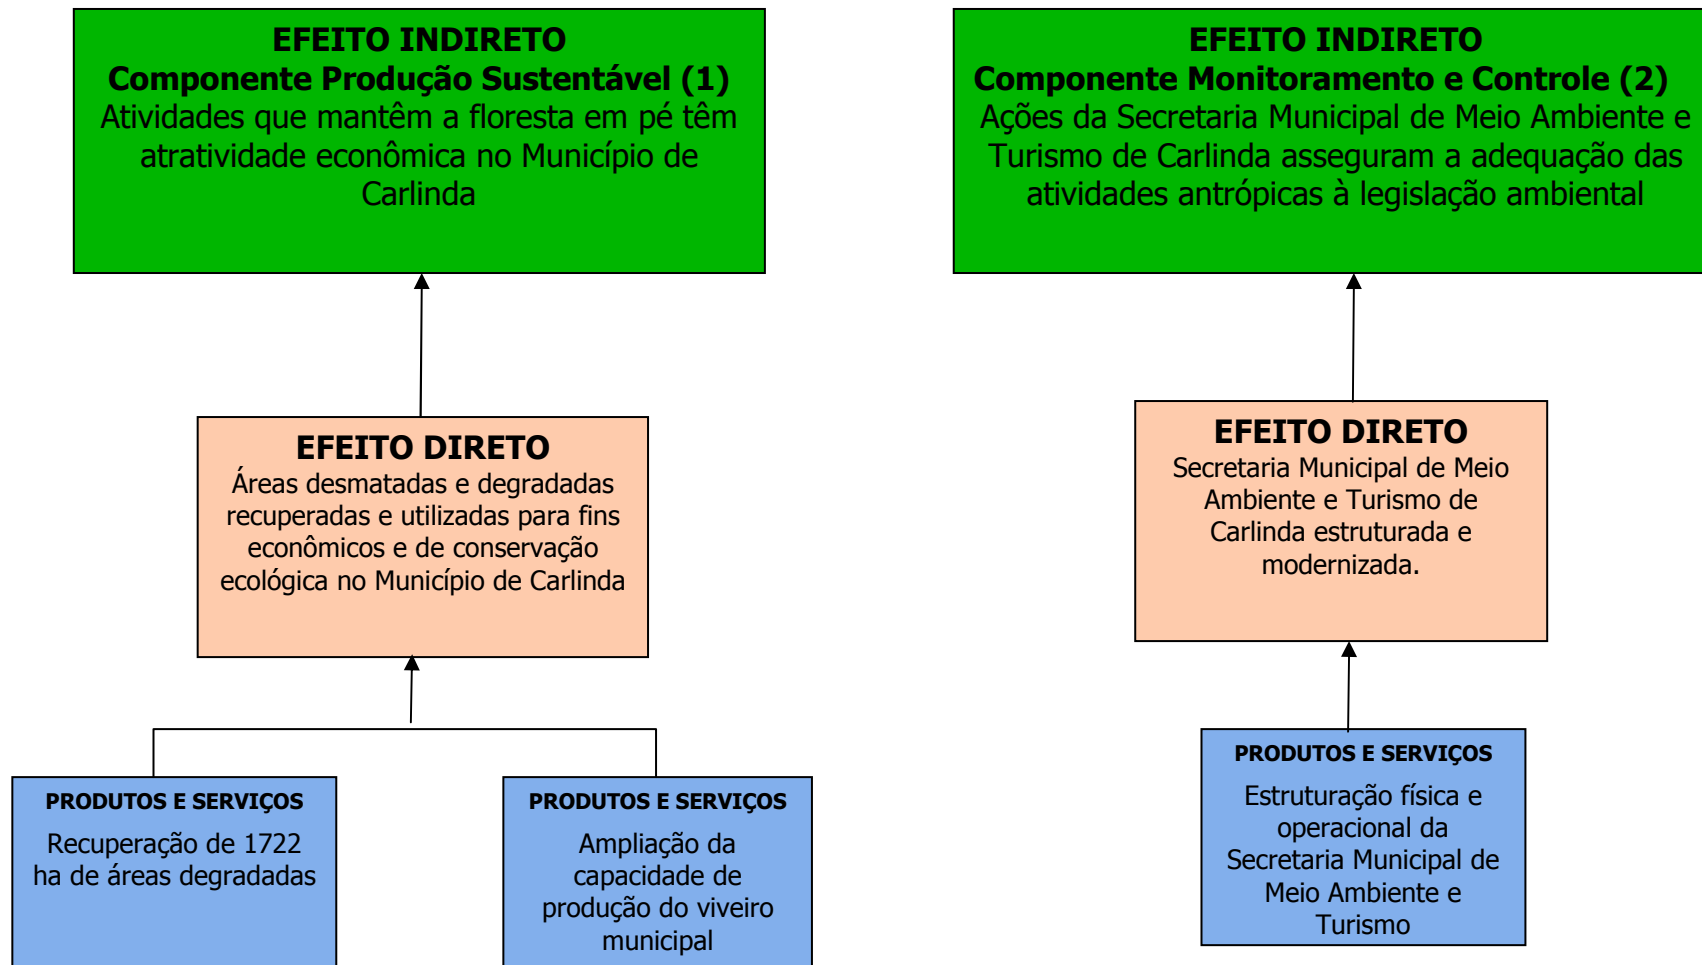 EFEITO INDIRETO
Componente Produção Sustentável (1)
Atividades que mantêm a floresta em pé têm
atratividade econômica no Município de
Carlinda
EFEITO INDIRETO
Componente Monitoramento e Controle (2)
Ações da Secretaria Municipal de Meio Ambiente e
Turismo de Carlinda asseguram a adequação das
atividades antrópicas à legislação ambiental
EFEITO DIRETO
Áreas desmatadas e degradadas
recuperadas e utilizadas para fins
econômicos e de conservação
ecológica no Município de Carlinda
EFEITO DIRETO
Secretaria Municipal de Meio
Ambiente e Turismo de
Carlinda estruturada e
modernizada.
PRODUTOS E SERVIÇOS
Recuperação de 1722
ha de áreas degradadas
PRODUTOS E SERVIÇOS
Ampliação da
capacidade de
produção do viveiro
municipal
PRODUTOS E SERVIÇOS
Estruturação física e
operacional da
Secretaria Municipal de
Meio Ambiente e
Turismo